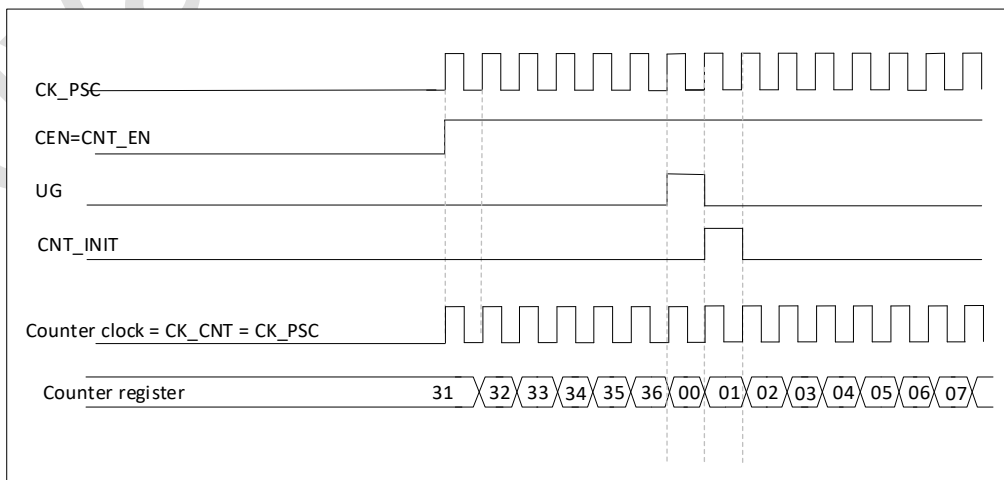 CK_PSC
CEN=CNT_EN
UG
CNT_INIT
Counter clock = CK_CNT = CK_PSC
Counter register 31 32 33 34 35 36 00 01 02 03 04 05 06 07